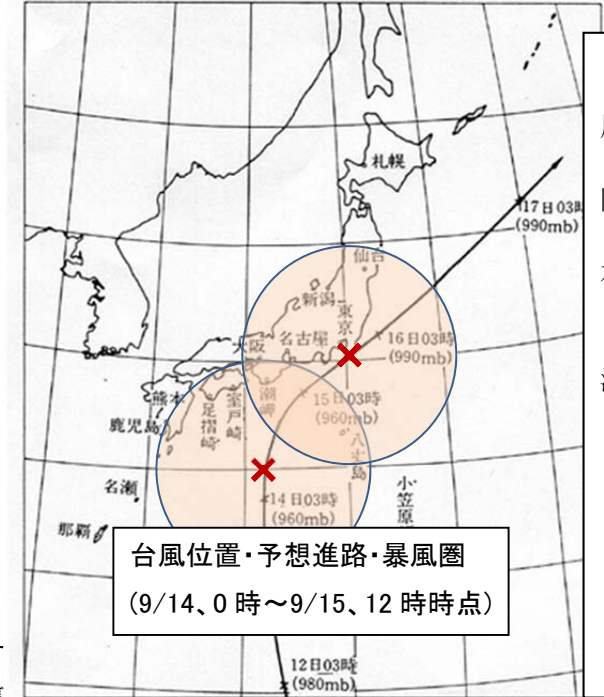 札幌
17日03時
(990mb)
仙台
新潟
東京
16日03時
(990mb)
名古屋
大阪
潮岬
15日03時
(960mb)
熊本
室戸崎
足摺崎
鹿児島
八丈島
名瀬
小笠原
14日03時
(960mb)
那覇
台風位置・予想進路・暴風圏
(9/14、0時～9/15、12時時点)
12日03時
(980mb)